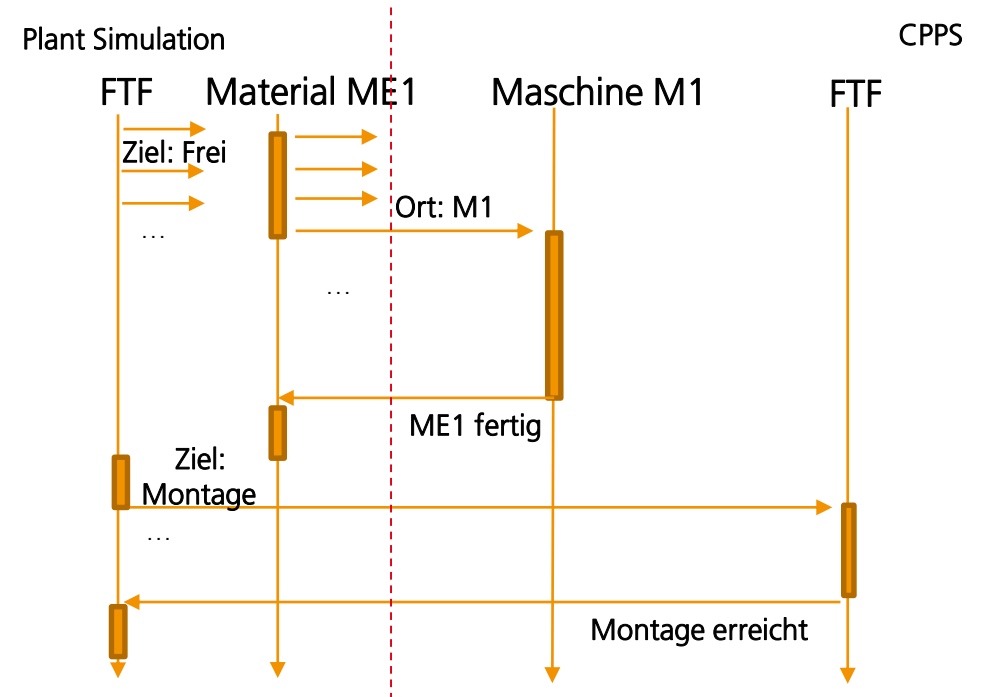 Plant Simulation
CPPS
FTF
Material ME1
Maschine M1
FTF
Ziel: Frei
Ort: M1
...
...
ME1 fertig
Ziel:
Montage
...
Montage erreicht